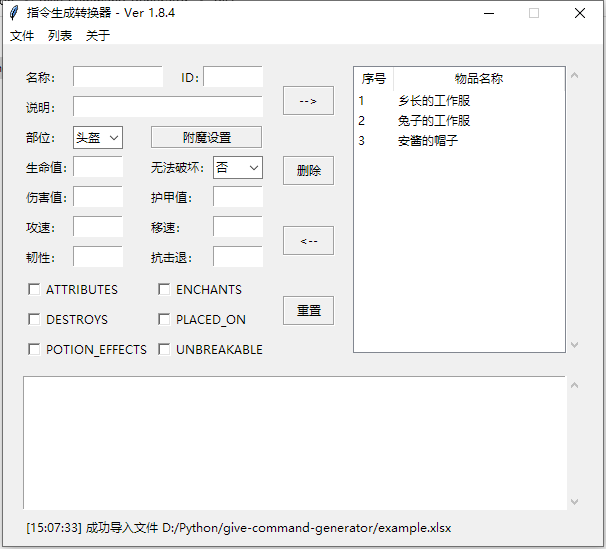 指令生成转换器 - Ver 1.8.4
文件 列表 关于
名称： ID：
说明：
部位： 头盔 附魔设置
生命值： 无法破坏： 否
伤害值： 护甲值：
攻速： 移速：
韧性： 抗击退：
ATTRIBUTES ENCHANTS
DESTROYS PLACED_ON
POTION_EFFECTS UNBREAKABLE
-->
删除
<--
重置
序号 物品名称
1 乡长的工作服
2 兔子的工作服
3 安酱的帽子
[15:07:33] 成功导入文件 D:/Python/give-command-generator/example.xlsx